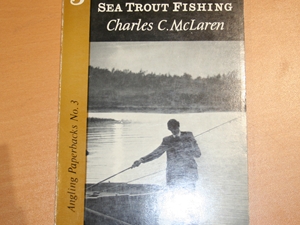 SEA TROUT FISHING
Charles C. McLaren
Angling Paperbacks No. 3